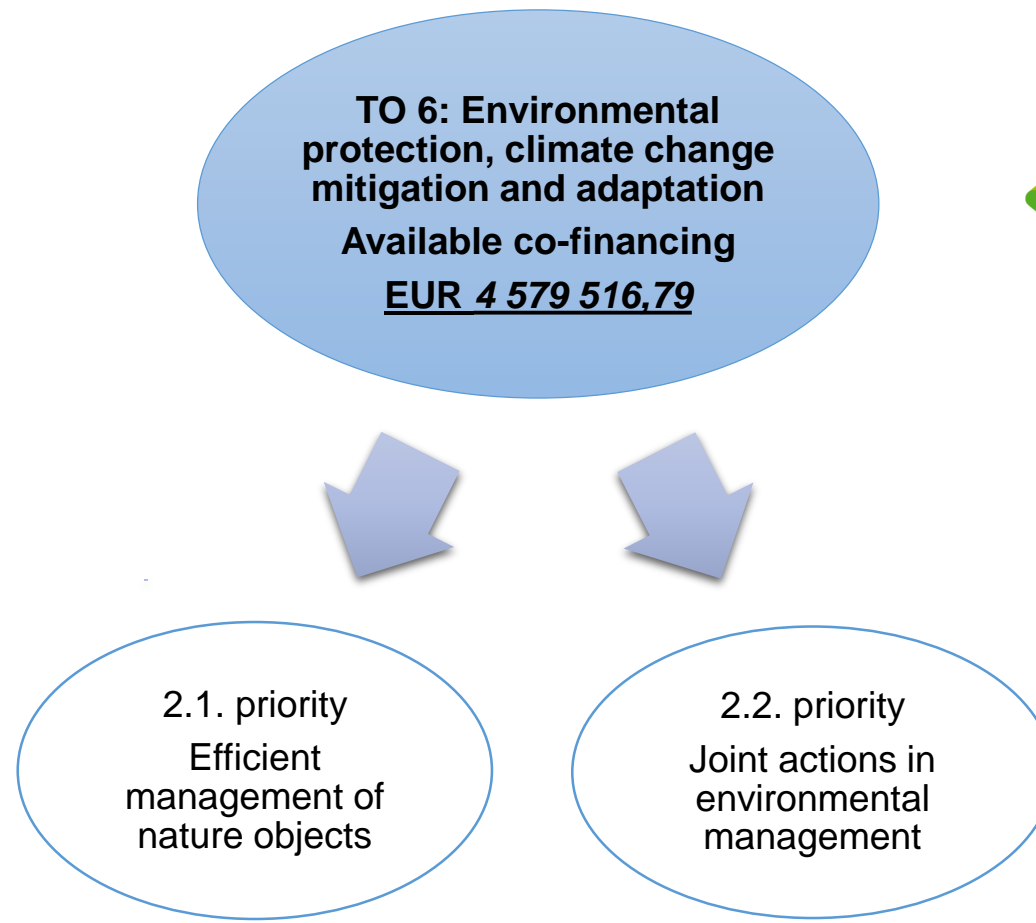 TO 6: Environmental
protection, climate change
mitigation and adaptation
Available co-financing
EUR 4 579 516,79
2.1. priority
Efficient
management of
nature objects
2.2. priority
Joint actions in
environmental
management